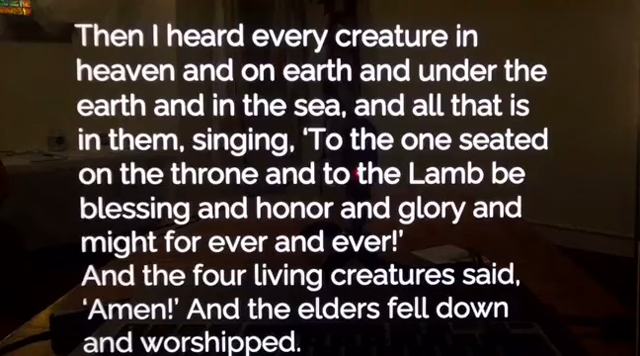 Then I heard every creature in
heaven and on earth and under the
earth and in the sea, and all that is
in them, singing, ‘To the one seated
on the throne and to the Lamb be
blessing and honor and glory and
might for ever and ever!’
And the four living creatures said,
‘Amen!’ And the elders fell down
and worshipped.